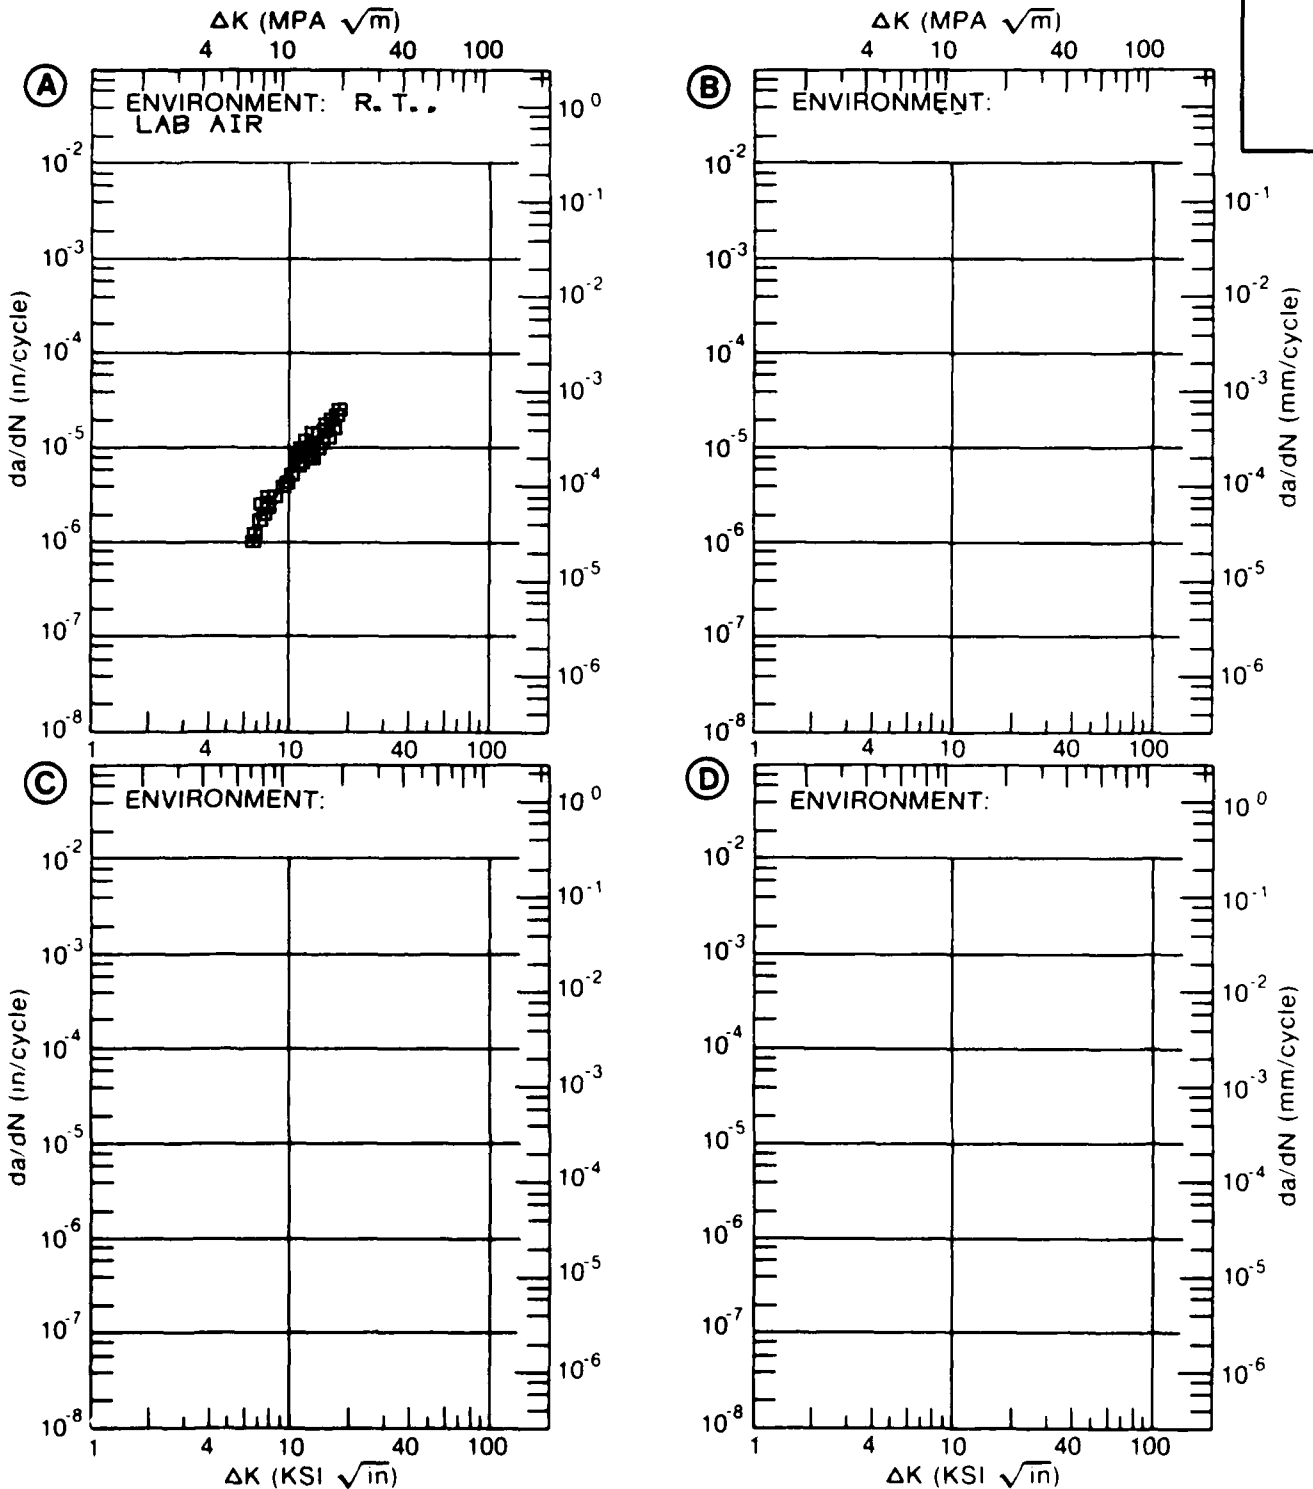 ΔK (MPA √m)
4 10 40 100
ΔK (MPA √m)
4 10 40 100
A
ENVIRONMENT: R. T..
LAB AIR
10⁰
10⁻²
10⁻¹
10⁻³
10⁻²
10⁻⁴
10⁻³
10⁻⁵
10⁻⁴
10⁻⁶
10⁻⁵
10⁻⁷
10⁻⁶
10⁻⁸
1 4 10 40 100
da/dN (in/cycle)
B
ENVIRONMENT:
10⁻²
10⁻¹
10⁻³
10⁻²
10⁻⁴
10⁻³
10⁻⁵
10⁻⁴
10⁻⁶
10⁻⁵
10⁻⁷
10⁻⁶
10⁻⁸
1 4 10 40 100
da/dN (mm/cycle)
C
ENVIRONMENT:
10⁰
10⁻²
10⁻¹
10⁻³
10⁻²
10⁻⁴
10⁻³
10⁻⁵
10⁻⁴
10⁻⁶
10⁻⁵
10⁻⁷
10⁻⁶
10⁻⁸
1 4 10 40 100
da/dN (in/cycle)
ΔK (KSI √in)
D
ENVIRONMENT:
10⁰
10⁻²
10⁻¹
10⁻³
10⁻²
10⁻⁴
10⁻³
10⁻⁵
10⁻⁴
10⁻⁶
10⁻⁵
10⁻⁷
10⁻⁶
10⁻⁸
1 4 10 40 100
da/dN (mm/cycle)
ΔK (KSI √in)